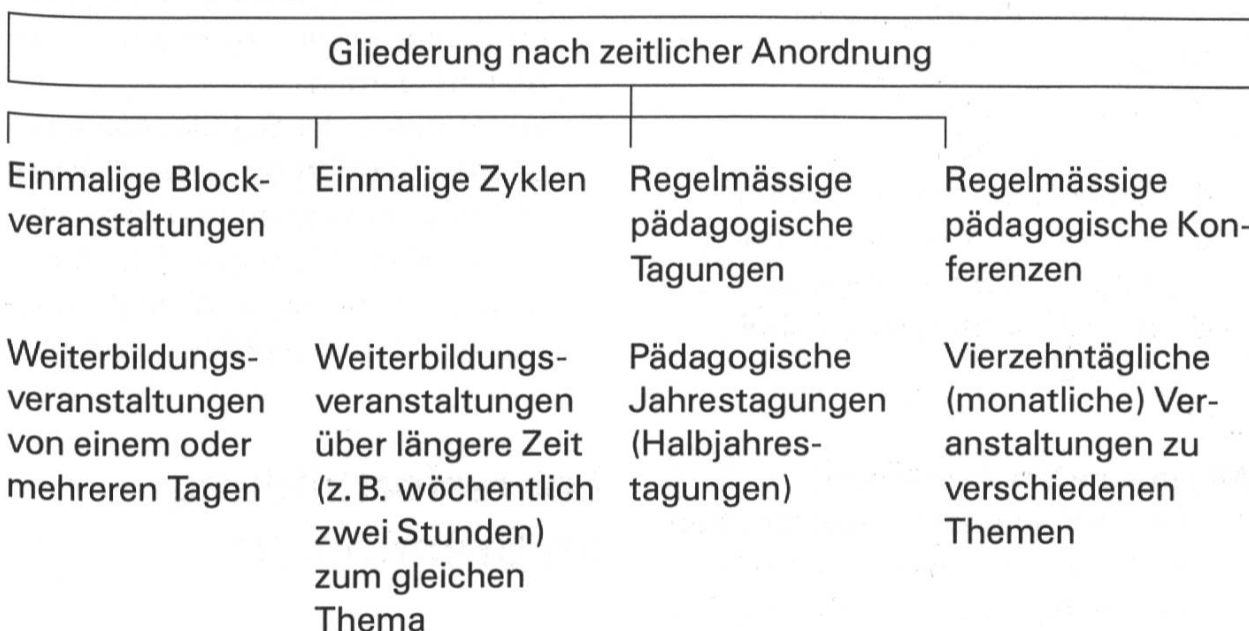 Gliederung nach zeitlicher Anordnung
Einmalige Block-
veranstaltungen
Einmalige Zyklen
Regelmässige
pädagogische
Tagungen
Regelmässige
pädagogische Kon-
ferenzen
Weiterbildungs-
veranstaltungen
von einem oder
mehreren Tagen
Weiterbildungs-
veranstaltungen
über längere Zeit
(z. B. wöchentlich
zwei Stunden)
zum gleichen
Thema
Pädagogische
Jahrestagungen
(Halbjahres-
tagungen)
Vierzehntägliche
(monatliche) Ver-
anstaltungen zu
verschiedenen
Themen